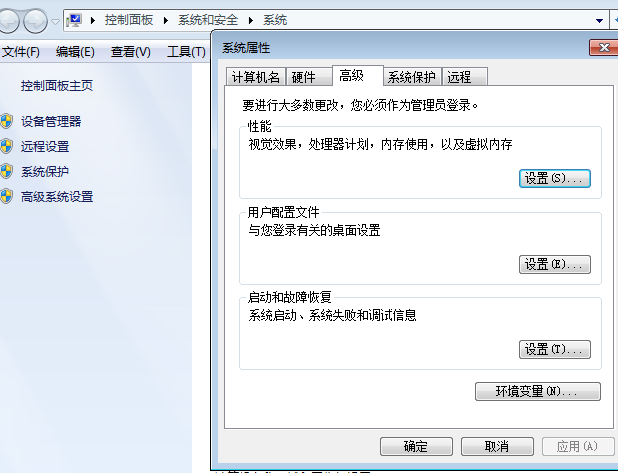 控制面板 系统和安全 系统
文件(F) 编辑(E) 查看(V) 工具(T)
控制面板主页
设备管理器
远程设置
系统保护
高级系统设置
系统属性
计算机名 硬件 高级 系统保护 远程
要进行大多数更改，您必须作为管理员登录。
性能
视觉效果，处理器计划，内存使用，以及虚拟内存
设置(S)...
用户配置文件
与您登录有关的桌面设置
设置(E)...
启动和故障恢复
系统启动、系统失败和调试信息
设置(T)...
环境变量(N)...
确定 取消 应用(A)